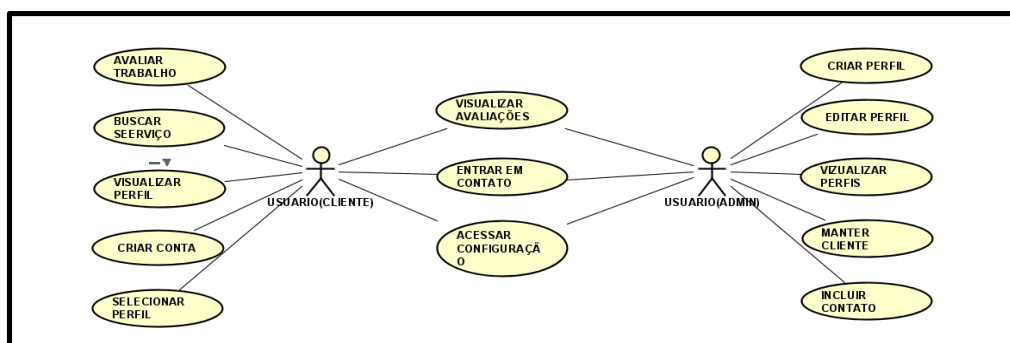 AVALIAR
TRABALHO
BUSCAR
SEERVIÇO
VISUALIZAR
PERFIL
CRIAR CONTA
SELECIONAR
PERFIL
USUARIO(CLIENTE)
VISUALIZAR
AVALIAÇÕES
ENTRAR EM
CONTATO
ACESSAR
CONFIGURAÇÃ
O
USUARIO(ADMIN)
CRIAR PERFIL
EDITAR PERFIL
VIZUALIZAR
PERFIS
MANTER
CLIENTE
INCLUIR
CONTATO